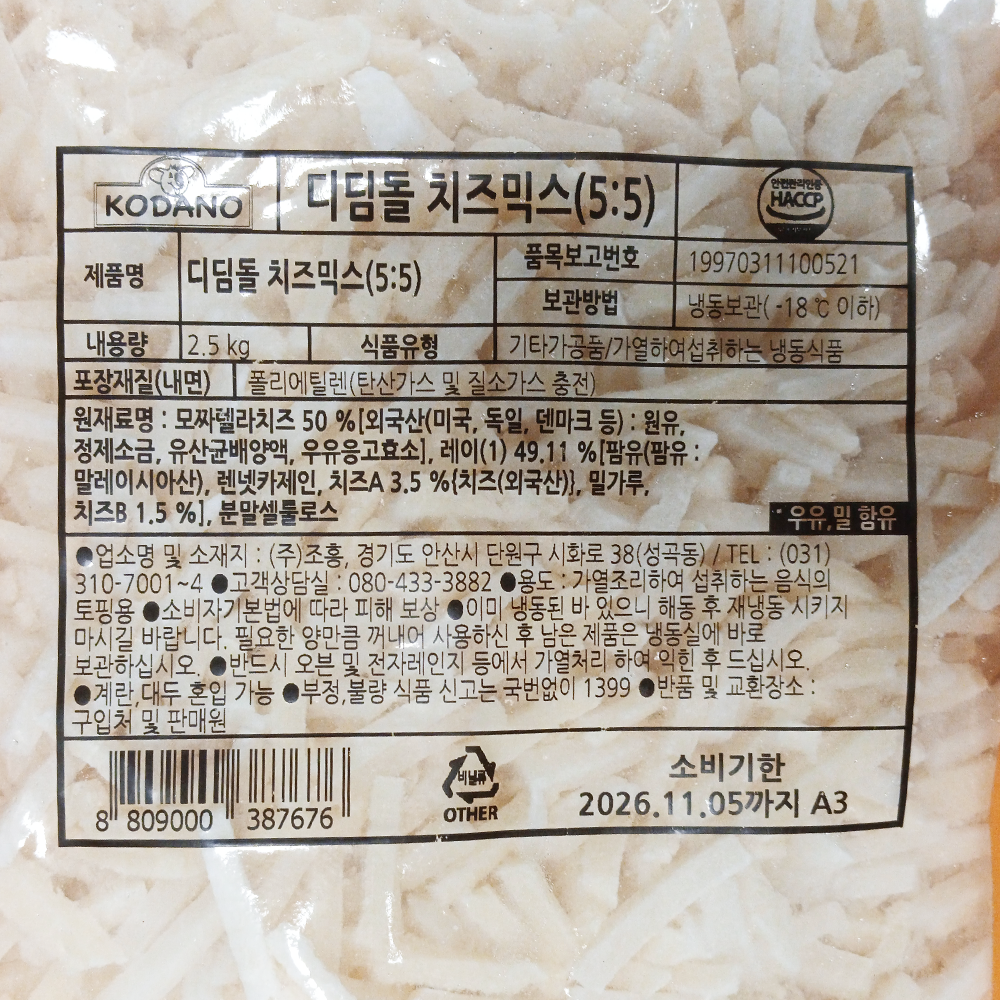 KODANO
디딤돌 치즈믹스(5:5)
안전관리인증
HACCP
제품명
디딤돌 치즈믹스(5:5)
품목보고번호
19970311100521
보관방법
냉동보관( -18 ℃ 이하)
내용량
2.5 kg
식품유형
기타가공품/가열하여섭취하는 냉동식품
포장재질(내면)
폴리에틸렌(탄산가스 및 질소가스 충전)
원재료명 : 모짜렐라치즈 50 %[외국산(미국, 독일, 덴마크 등) : 원유,
정제소금, 유산균배양액, 우유응고효소], 레이(1) 49.11 %[팜유(팜유 :
말레이시아산), 렌넷카제인, 치즈A 3.5 %{치즈(외국산)}, 밀가루,
치즈B 1.5 %], 분말셀룰로스
우유,밀 함유
●업소명 및 소재지 : (주)조흥, 경기도 안산시 단원구 시화로 38(성곡동) / TEL : (031)
310-7001~4 ●고객상담실 : 080-433-3882 ●용도 : 가열조리하여 섭취하는 음식의
토핑용 ●소비자기본법에 따라 피해 보상 ●이미 냉동된 바 있으니 해동 후 재냉동 시키지
마시길 바랍니다. 필요한 양만큼 꺼내어 사용하신 후 남은 제품은 냉동실에 바로
보관하십시오. ●반드시 오븐 및 전자레인지 등에서 가열처리 하여 익힌 후 드십시오.
●계란,대두 혼입 가능 ●부정,불량 식품 신고는 국번없이 1399 ●반품 및 교환장소 :
구입처 및 판매원
8 809000 387676
비닐류
OTHER
소비기한
2026.11.05까지 A3